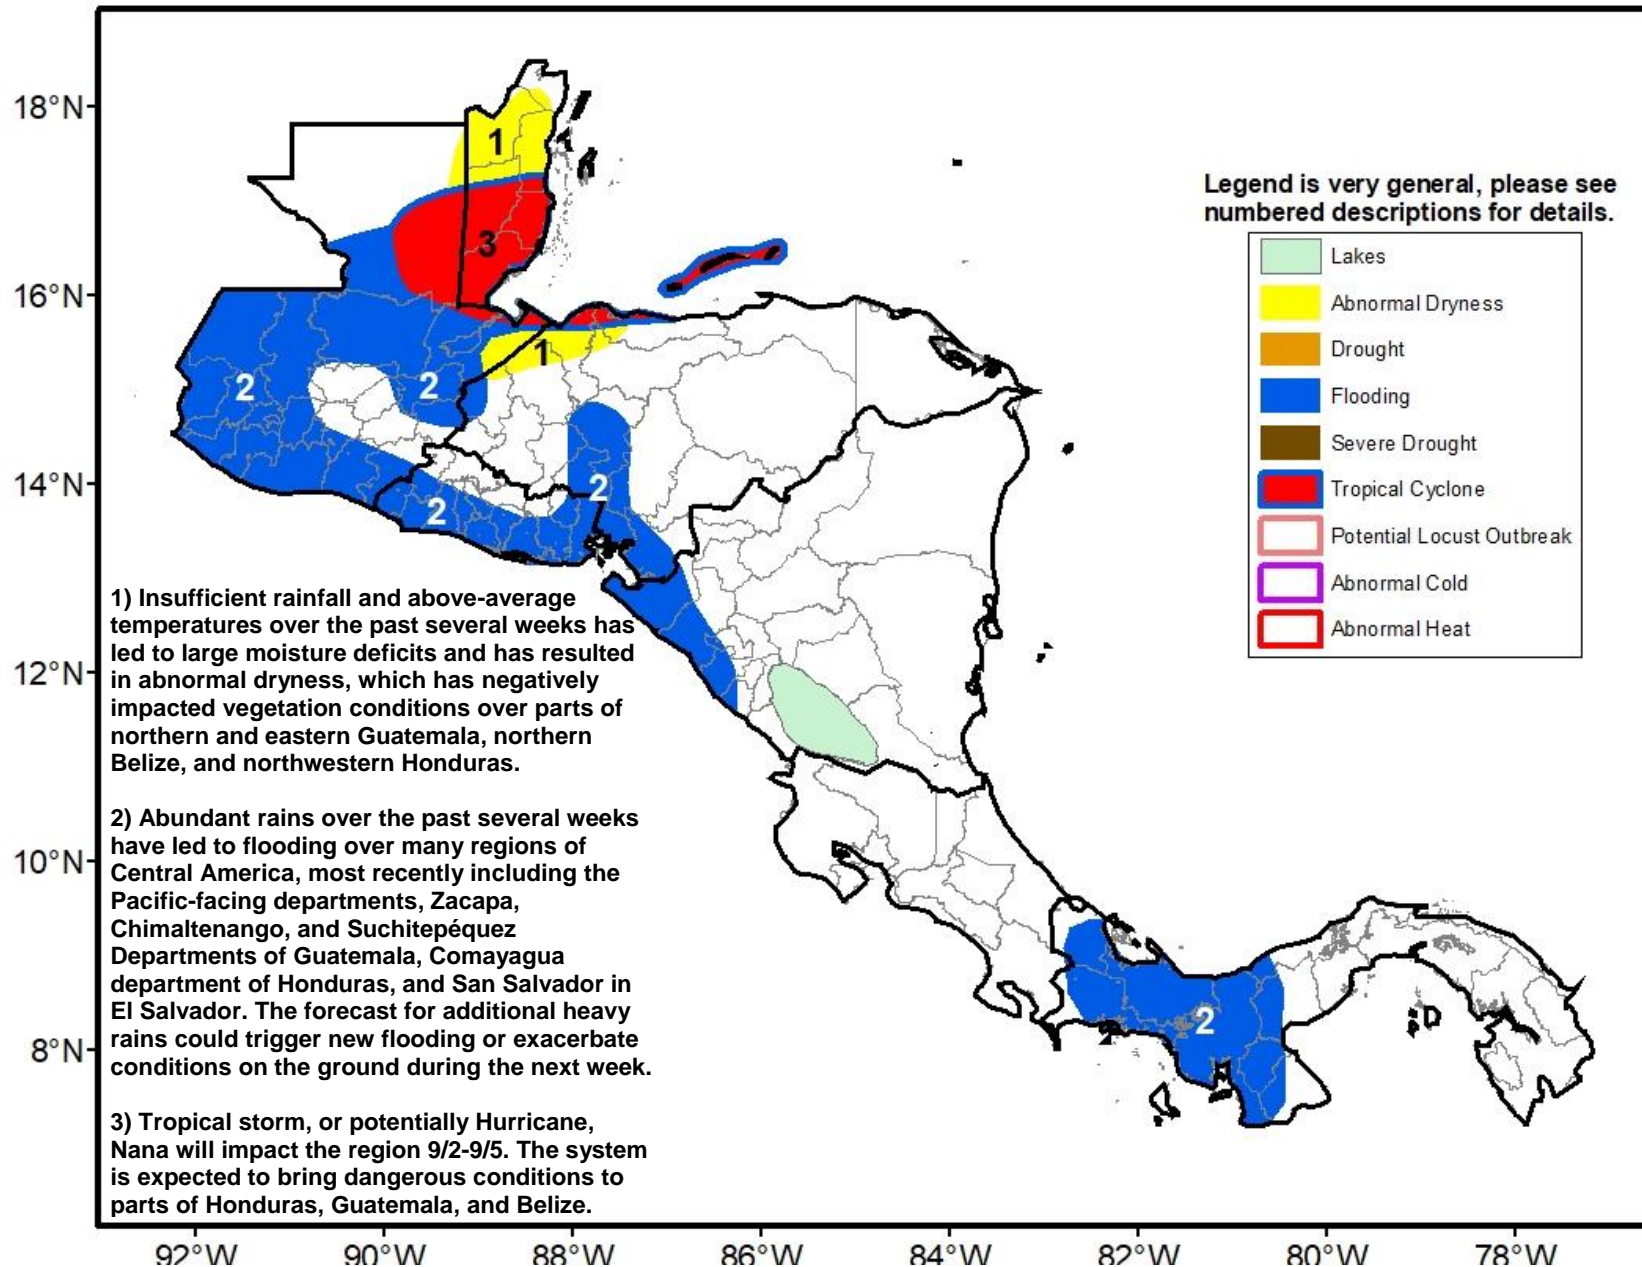 18°N
16°N
14°N
12°N
10°N
8°N
1
3
1
2
2
2
2
2
Legend is very general, please see
numbered descriptions for details.
Lakes
Abnormal Dryness
Drought
Flooding
Severe Drought
Tropical Cyclone
Potential Locust Outbreak
Abnormal Cold
Abnormal Heat
1) Insufficient rainfall and above-average
temperatures over the past several weeks has
led to large moisture deficits and has resulted
in abnormal dryness, which has negatively
impacted vegetation conditions over parts of
northern and eastern Guatemala, northern
Belize, and northwestern Honduras.
2) Abundant rains over the past several weeks
have led to flooding over many regions of
Central America, most recently including the
Pacific-facing departments, Zacapa,
Chimaltenango, and Suchitepéquez
Departments of Guatemala, Comayagua
department of Honduras, and San Salvador in
El Salvador. The forecast for additional heavy
rains could trigger new flooding or exacerbate
conditions on the ground during the next week.
3) Tropical storm, or potentially Hurricane,
Nana will impact the region 9/2-9/5. The system
is expected to bring dangerous conditions to
parts of Honduras, Guatemala, and Belize.
92°W 90°W 88°W 86°W 84°W 82°W 80°W 78°W